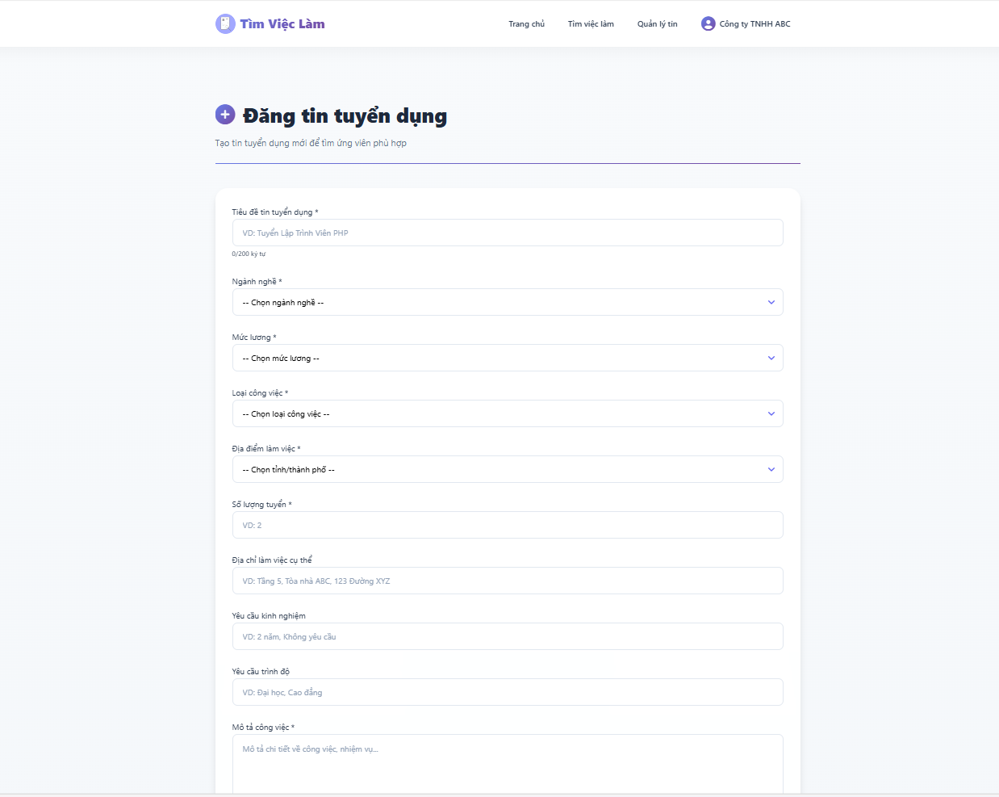 Tìm Việc Làm
Trang chủ
Tìm việc làm
Quản lý tin
Công ty TNHH ABC
Đăng tin tuyển dụng
Tạo tin tuyển dụng mới để tìm ứng viên phù hợp
Tiêu đề tin tuyển dụng *
VD: Tuyển Lập Trình Viên PHP
0/200 ký tự
Ngành nghề *
-- Chọn ngành nghề --
Mức lương *
-- Chọn mức lương --
Loại công việc *
-- Chọn loại công việc --
Địa điểm làm việc *
-- Chọn tỉnh/thành phố --
Số lượng tuyển *
VD: 2
Địa chỉ làm việc cụ thể
VD: Tầng 5, Tòa nhà ABC, 123 Đường XYZ
Yêu cầu kinh nghiệm
VD: 2 năm, Không yêu cầu
Yêu cầu trình độ
VD: Đại học, Cao đẳng
Mô tả công việc *
Mô tả chi tiết về công việc, nhiệm vụ...